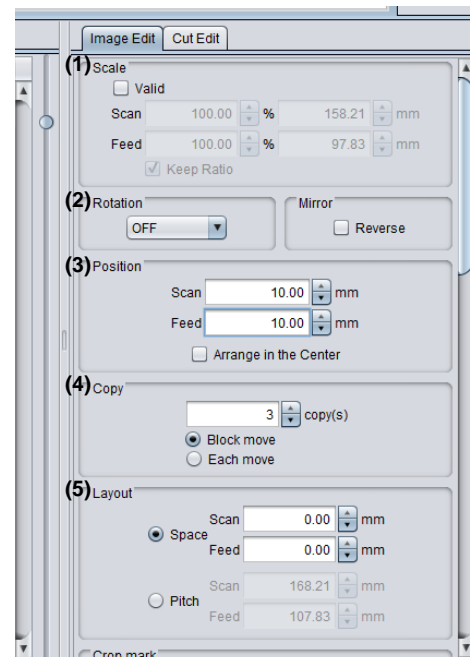 Image Edit Cut Edit
(1) Scale
Valid
Scan 100.00 % 158.21 mm
Feed 100.00 % 97.83 mm
Keep Ratio
(2) Rotation Mirror
OFF Reverse
(3) Position
Scan 10.00 mm
Feed 10.00 mm
Arrange in the Center
(4) Copy
3 copy(s)
Block move
Each move
(5) Layout
Space Scan 0.00 mm
Feed 0.00 mm
Pitch Scan 168.21 mm
Feed 107.83 mm
Crop mark